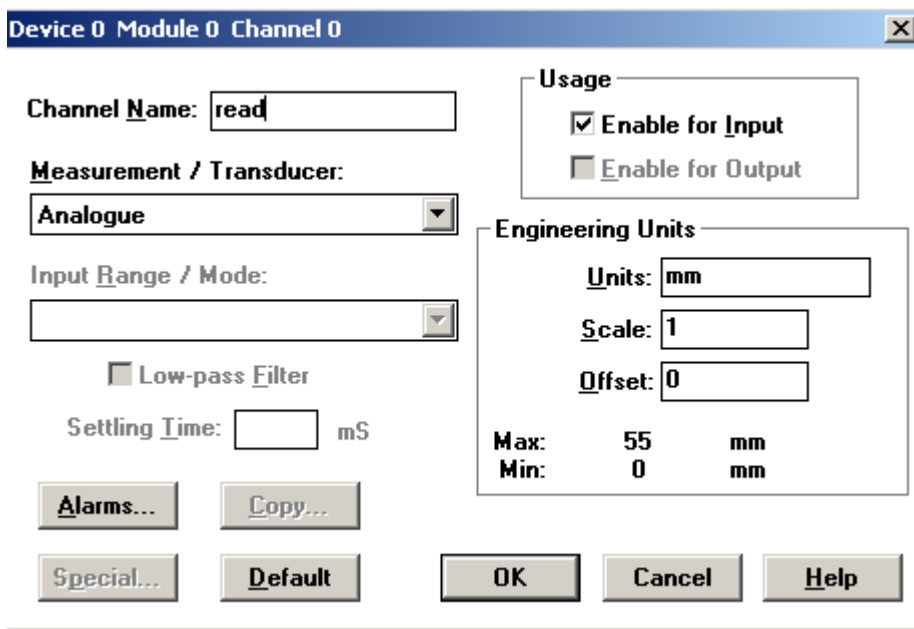 Device 0 Module 0 Channel 0
Channel Name: read
Measurement / Transducer:
Analogue
Input Range / Mode:
Low-pass Filter
Settling Time: mS
Alarms... Copy...
Special... Default
Usage
Enable for Input
Enable for Output
Engineering Units
Units: mm
Scale: 1
Offset: 0
Max: 55 mm
Min: 0 mm
OK Cancel Help